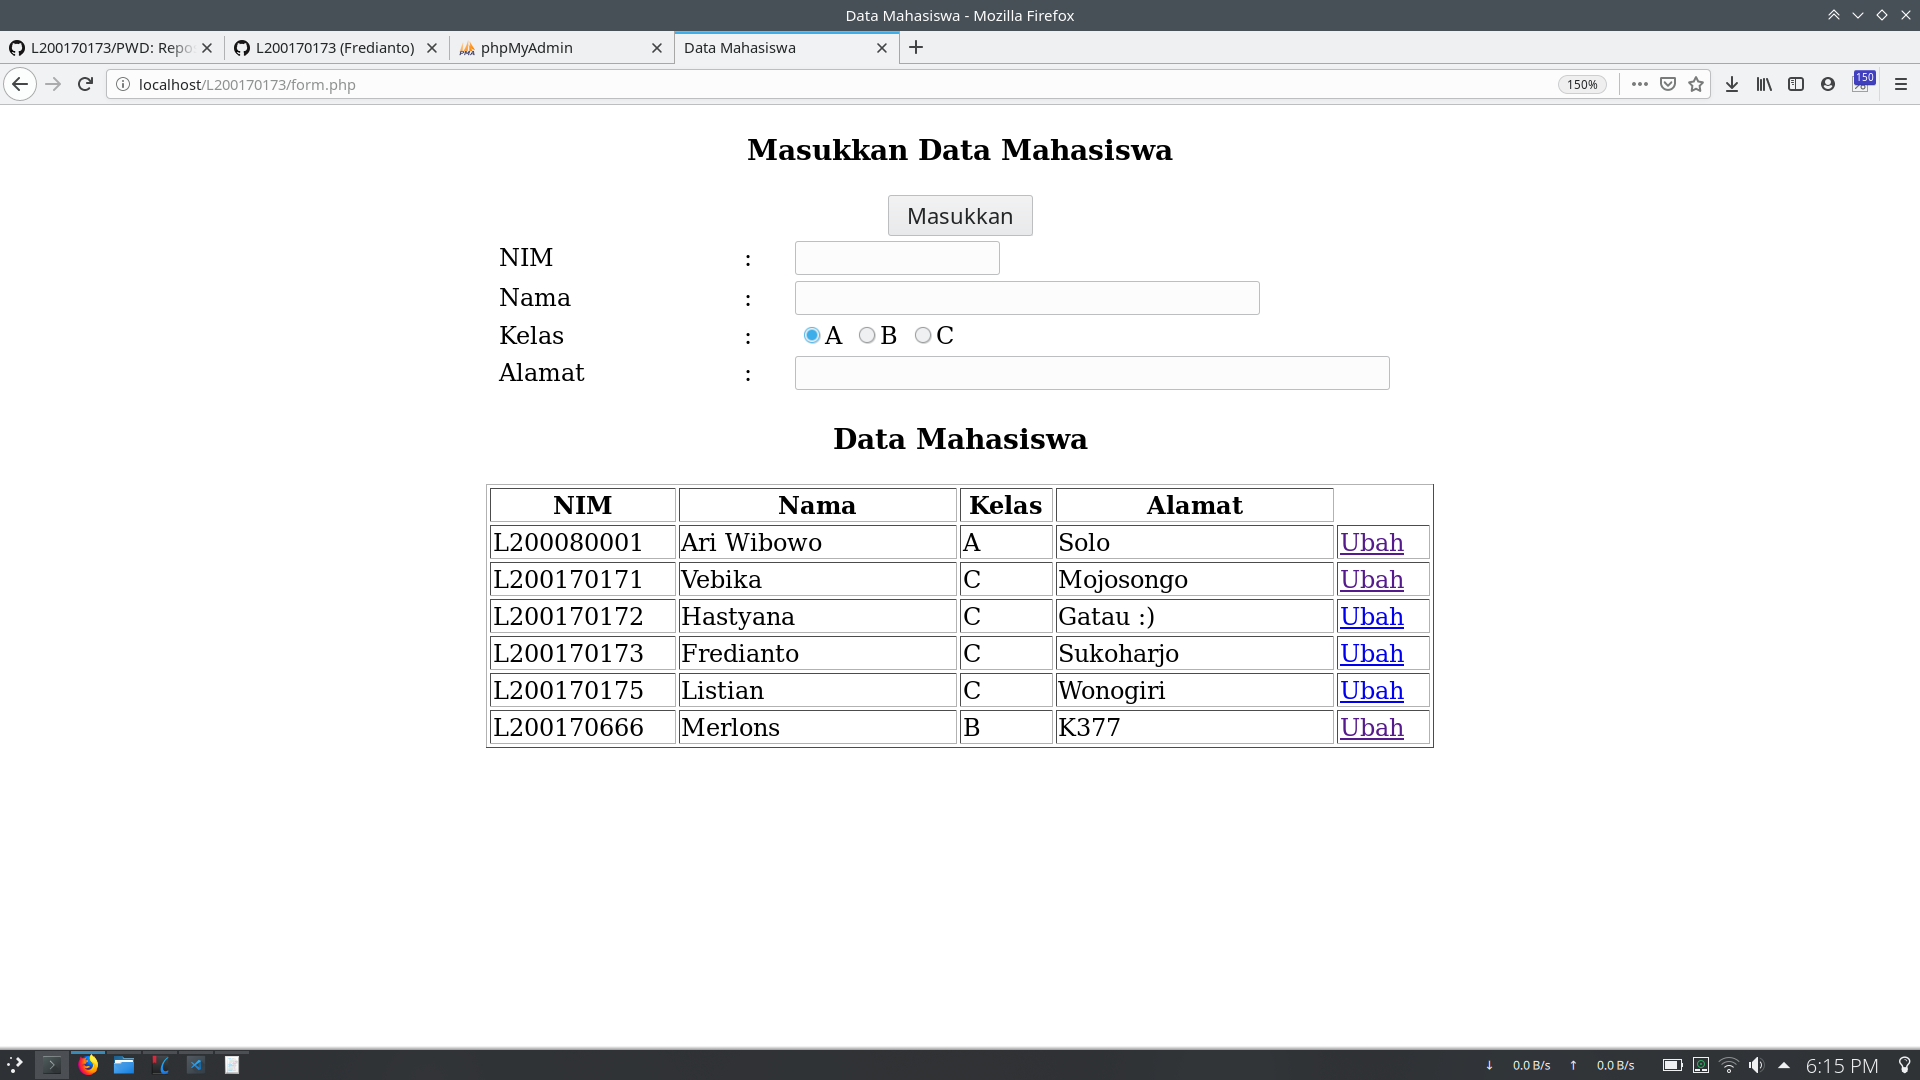 Data Mahasiswa - Mozilla Firefox
L200170173/PWD: Repo
L200170173 (Fredianto)
phpMyAdmin
Data Mahasiswa
localhost/L200170173/form.php
150%
150
Masukkan Data Mahasiswa
Masukkan
NIM :
Nama :
Kelas : A B C
Alamat :
Data Mahasiswa
NIM Nama Kelas Alamat
L200080001 Ari Wibowo A Solo Ubah
L200170171 Vebika C Mojosongo Ubah
L200170172 Hastyana C Gatau :) Ubah
L200170173 Fredianto C Sukoharjo Ubah
L200170175 Listian C Wonogiri Ubah
L200170666 Merlons B K377 Ubah
↓ 0.0 B/s ↑ 0.0 B/s 6:15 PM